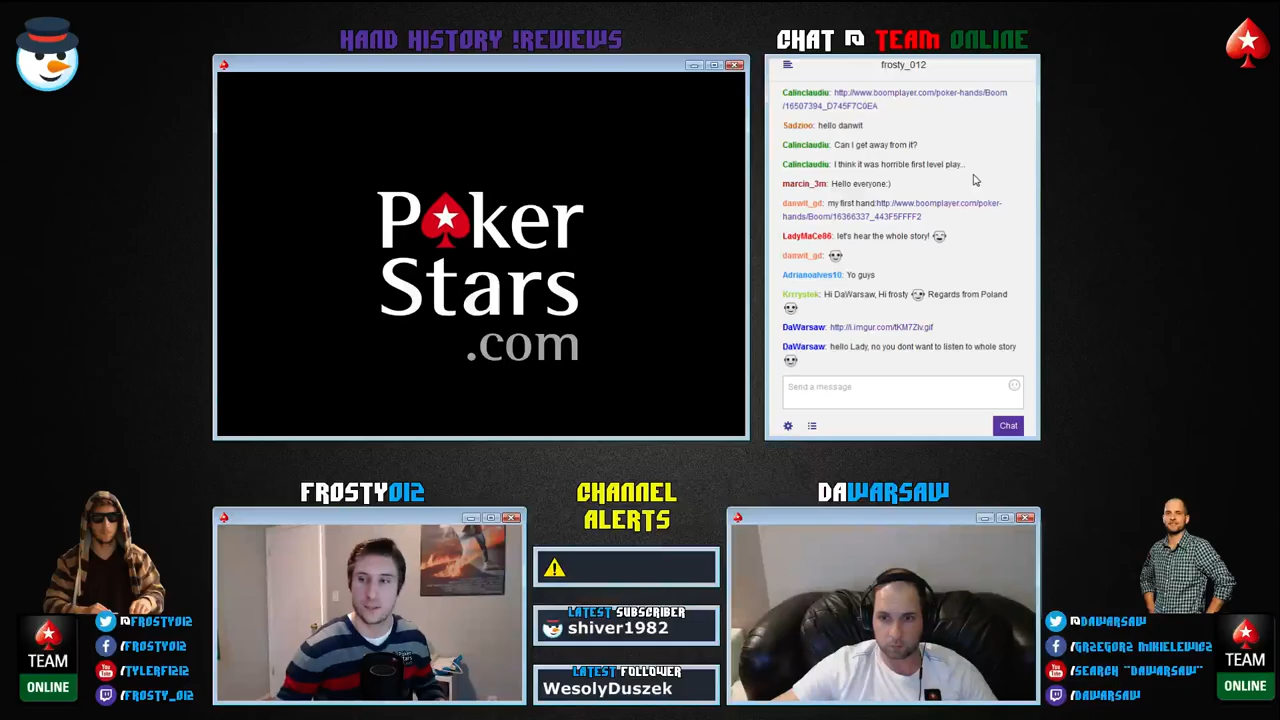 HAND HISTORY !REVIEWS
CHAT @ TEAM ONLINE
PokerStars
.com
frosty_012
Calinclaudiu: http://www.boomplayer.com/poker-hands/Boom
/16507394_D745F7C0EA
Sadzioo: hello danwit
Calinclaudiu: Can I get away from it?
Calinclaudiu: I think it was horrible first level play...
marcin_3m: Hello everyone:)
danwit_gd: my first hand:http://www.boomplayer.com/poker-
hands/Boom/16366337_443F5FFFF2
LadyMaCe86: let's hear the whole story!
danwit_gd:
Adrianoalves10: Yo guys
Krrrystek: Hi DaWarsaw, Hi frosty Regards from Poland
DaWarsaw: http://i.imgur.com/tKM7Zlv.gif
DaWarsaw: hello Lady, no you dont want to listen to whole story
Send a message
Chat
FROSTY012
CHANNEL
ALERTS
DAWARSAW
LATEST SUBSCRIBER
shiver1982
LATEST FOLLOWER
WesolyDuszek
TEAM
ONLINE
@FROSTY012
/FROSTY012
/TYLERF1212
/FROSTY_012
PokerStars
@DAWARSAW
/GRZEGORZ MIKIELEWICZ
/SEARCH "DAWARSAW"
/DAWARSAW
TEAM
ONLINE